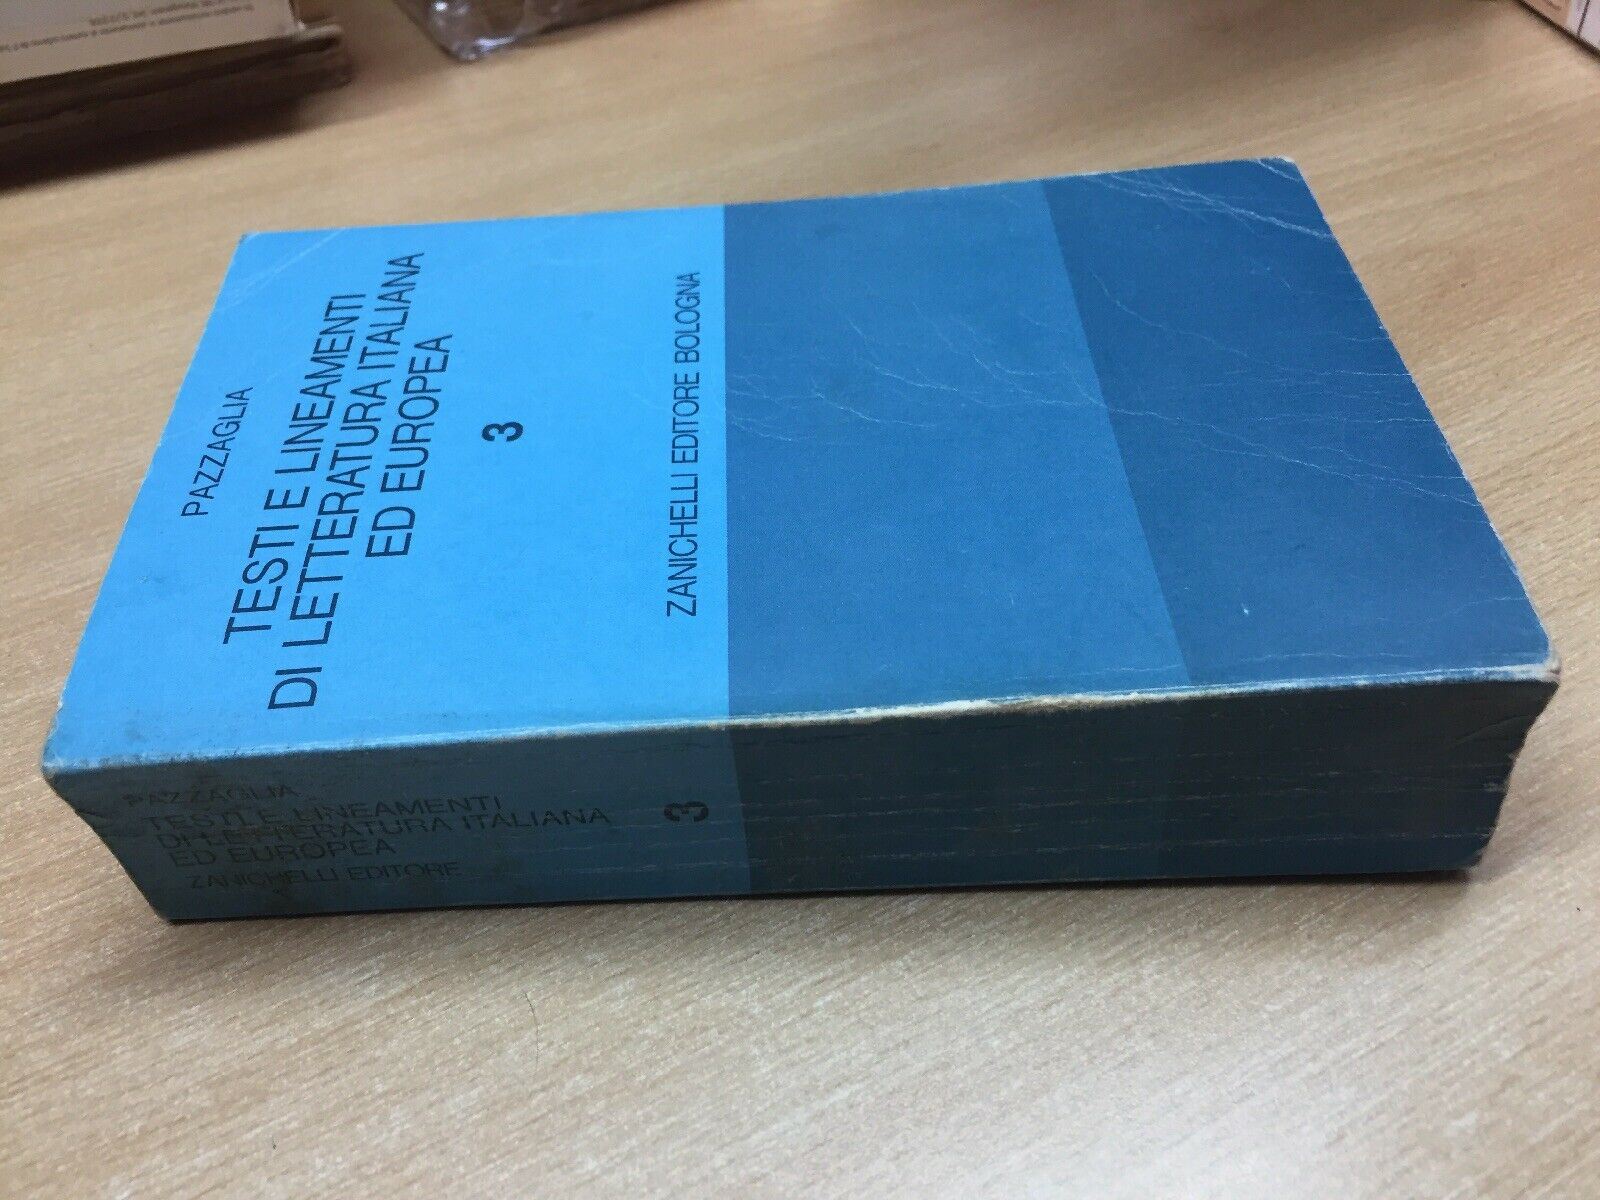 PAZZAGLIA
TESTI E LINEAMENTI
DI LETTERATURA ITALIANA
ED EUROPEA
3
ZANICHELLI EDITORE BOLOGNA
PAZZAGLIA
TESTI E LINEAMENTI
DI LETTERATURA ITALIANA
ED EUROPEA
ZANICHELLI EDITORE
3